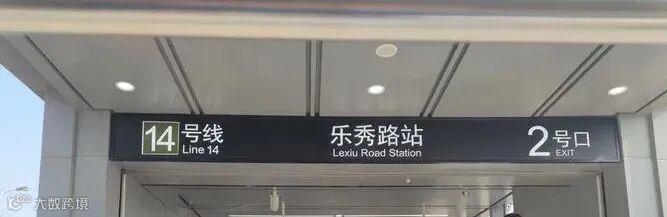 14号线
Line 14
乐秀路站
Lexiu Road Station
2号口
EXIT
大数跨境